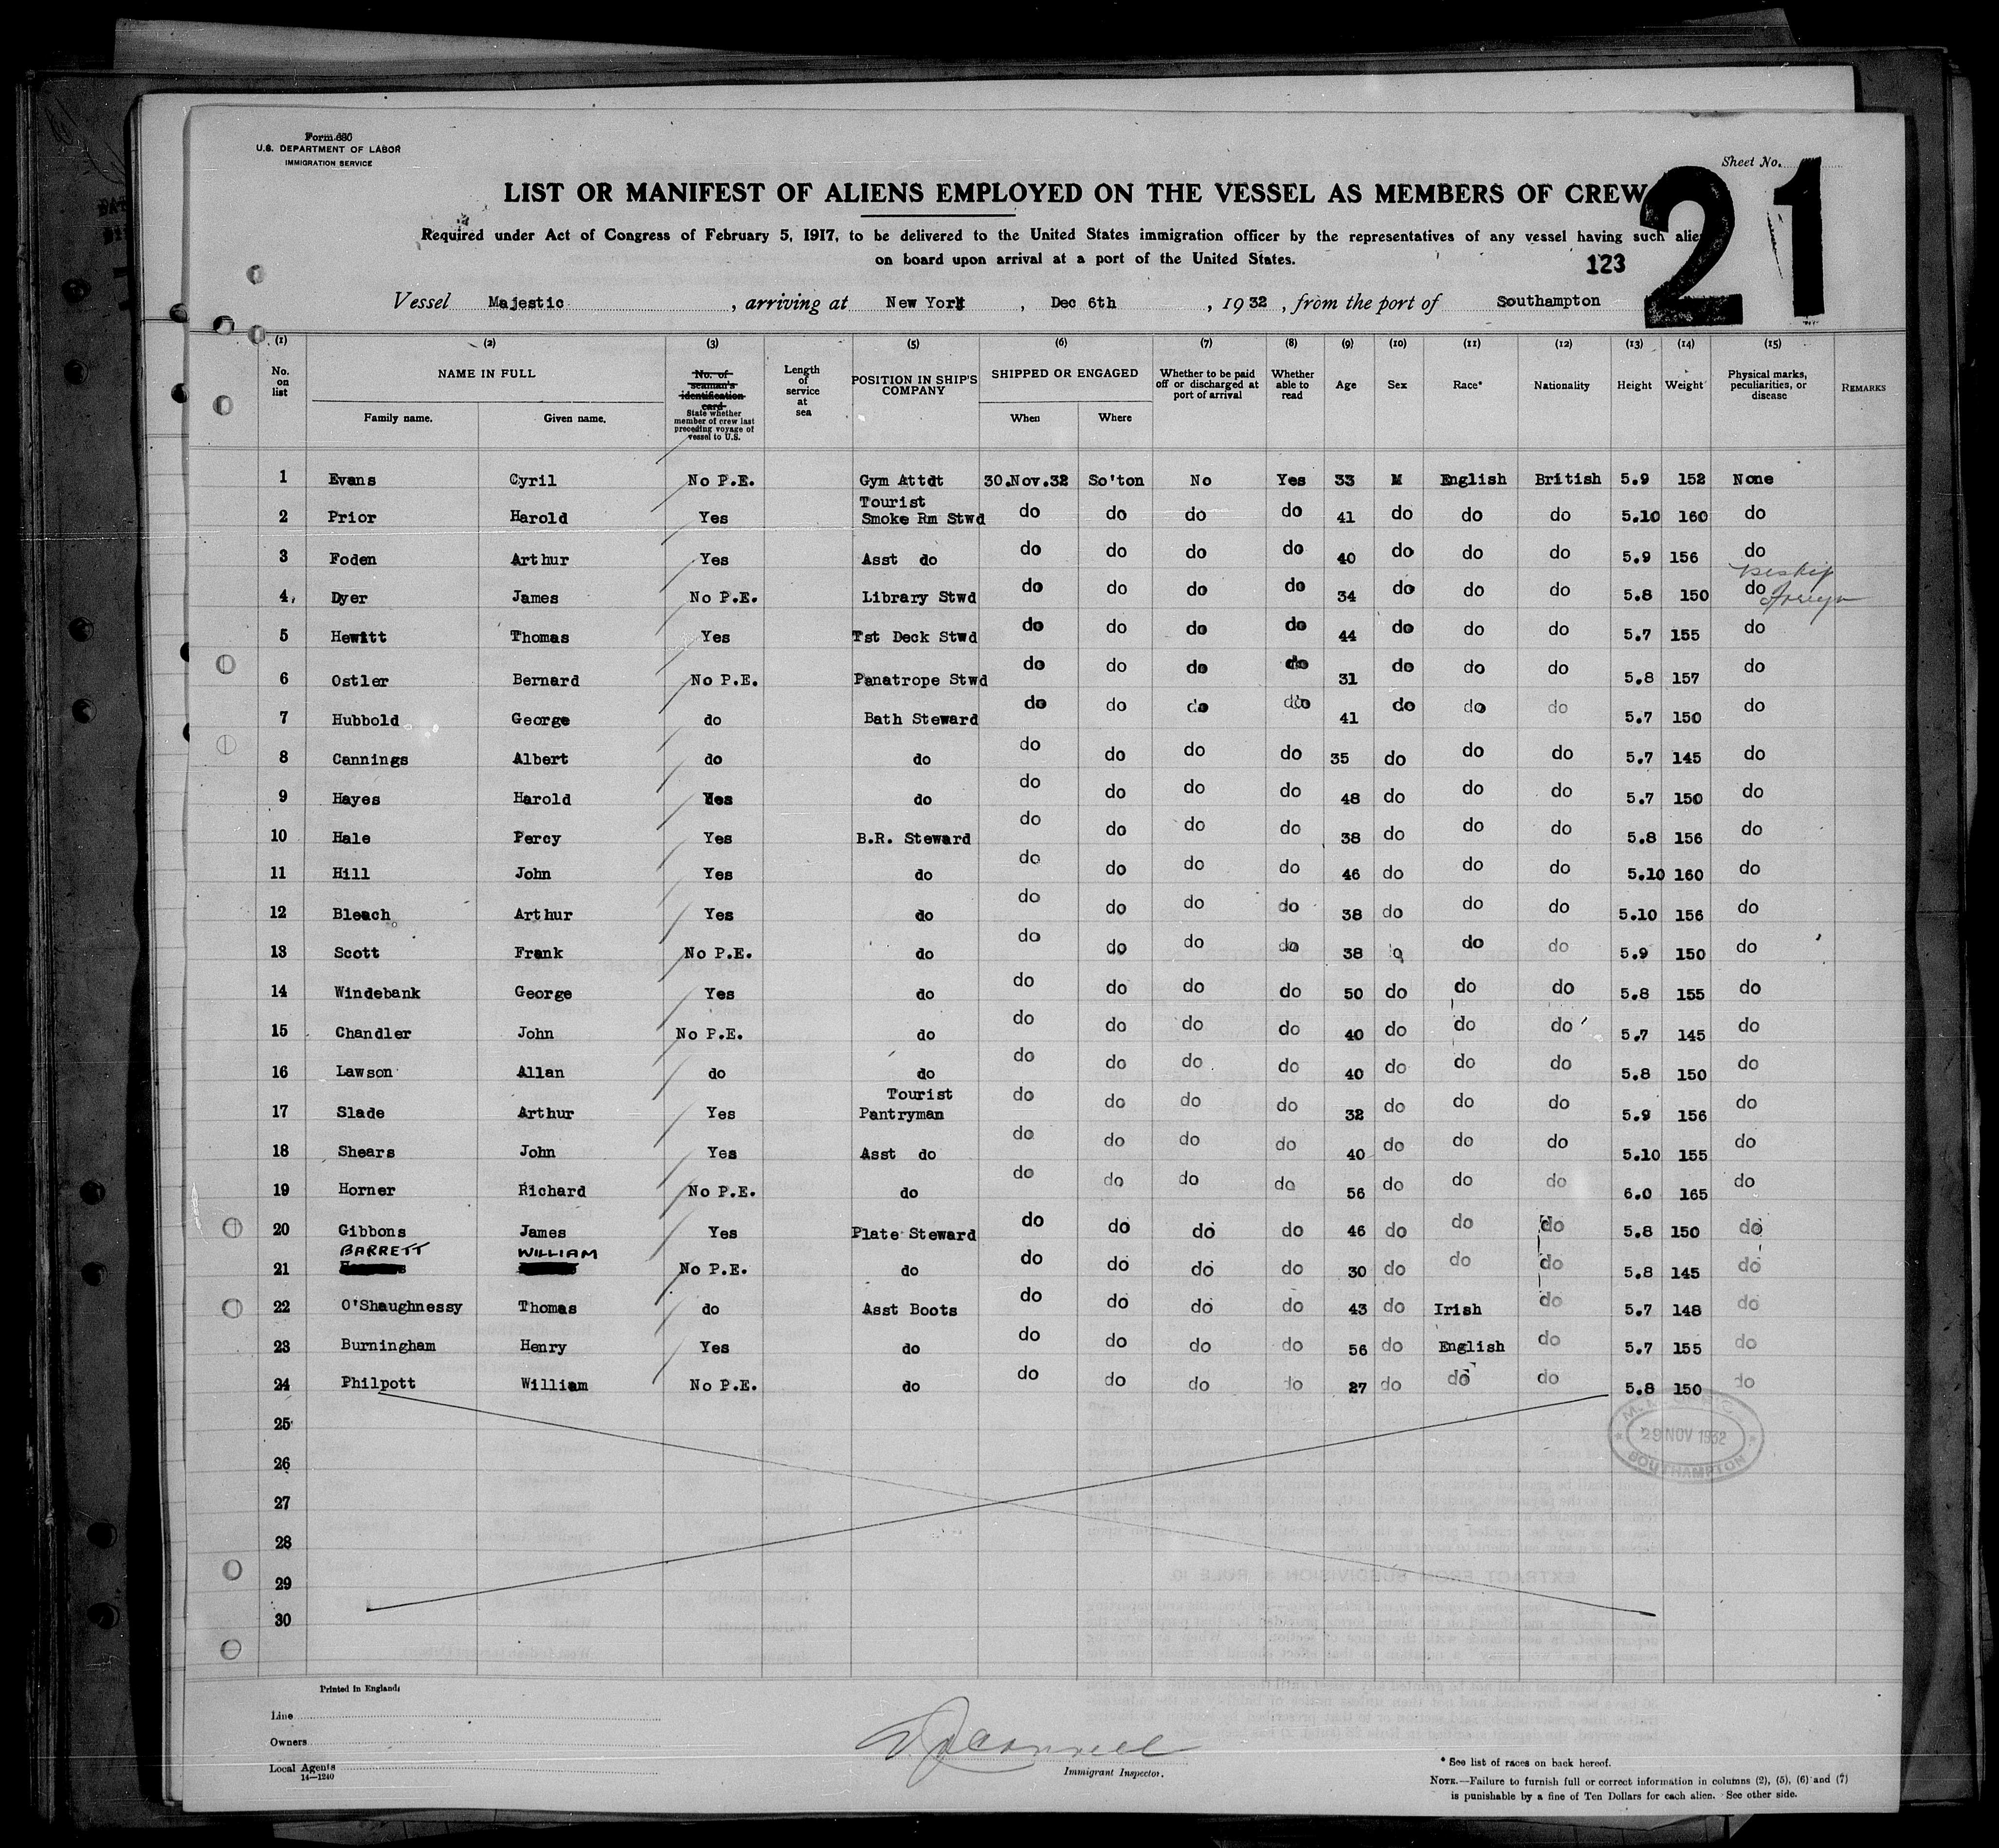 Form 680
U.S. DEPARTMENT OF LABOR
IMMIGRATION SERVICE
Sheet No. 21
LIST OR MANIFEST OF ALIENS EMPLOYED ON THE VESSEL AS MEMBERS OF CREW
Required under Act of Congress of February 5, 1917, to be delivered to the United States immigration officer by the representatives of any vessel having such
on board upon arrival at a port of the United States.
123
Vessel Majestic, arriving at New York, Dec 6th, 1932, from the port of Southampton
(1) (2) (3) (5) (6) (7) (8) (9) (10) (11) (12) (13) (14) (15)
No. on list NAME IN FULL Family name. Given name. No. of seaman's identification card State whether member of crew last preceding voyage of vessel to U.S. Length of service at sea POSITION IN SHIP'S COMPANY SHIPPED OR ENGAGED When Where Whether to be paid off or discharged at port of arrival Whether able to read Age Sex Race* Nationality Height Weight Physical marks, peculiarities, or disease REMARKS
1 Evans Cyril No P.E. Gym Attdt 30.Nov.32 So'ton No Yes 33 M English British 5.9 152 None
2 Prior Harold Yes Tourist Smoke Rm Stwd do do do do 41 do do do 5.10 160 do
3 Foden Arthur Yes Asst do do do do do 40 do do do 5.9 156 do
4 Dyer James No P.E. Library Stwd do do do do 34 do do do 5.8 150 do Foreign
5 Hewitt Thomas Yes Tst Deck Stwd do do do do 44 do do do 5.7 155 do
6 Ostler Bernard No P.E. Panatrope Stwd do do do do 31 do do do 5.8 157 do
7 Hubbold George do Bath Steward do do do do 41 do do do 5.7 150 do
8 Cannings Albert do do do do do do 35 do do do 5.7 145 do
9 Hayes Harold Yes do do do do do 48 do do do 5.7 150 do
10 Hale Percy Yes B.R. Steward do do do do 38 do do do 5.8 156 do
11 Hill John Yes do do do do do 46 do do do 5.10 160 do
12 Bleach Arthur Yes do do do do do 38 do do do 5.10 156 do
13 Scott Frank No P.E. do do do do do 38 do do 5.9 150 do
14 Windebank George Yes do do do do do 50 do do do 5.8 155 do
15 Chandler John No P.E. do do do do do 40 do do do 5.7 145 do
16 Lawson Allan do do do do do do 40 do do do 5.8 150 do
17 Slade Arthur Yes Tourist Pantryman do do do do 32 do do do 5.9 156 do
18 Shears John Yes Asst do do do do do 40 do do do 5.10 155 do
19 Horner Richard No P.E. do do do do do 56 do do do 6.0 165 do
20 Gibbons James Yes Plate Steward do do do do 46 do do do 5.8 150 do
21 BARRETT WILLIAM No P.E. do do do do do 30 do do do 5.8 145 do
22 O'Shaughnessy Thomas do Asst Boots do do do do 43 do Irish do 5.7 148 do
23 Burningham Henry Yes do do do do do 56 do English do 5.7 155 do
24 Philpott William No P.E. do do do do do 27 do do do 5.8 150 do
25
26
27
28
29
30
29 NOV 1932
SOUTHAMPTON
Printed in England.
Line
Owners
Local Agents
14—1240
Immigrant Inspector.
* See list of races on back hereof.
NOTE.—Failure to furnish full or correct information in columns (2), (5), (6) and (7)
is punishable by a fine of Ten Dollars for each alien. See other side.